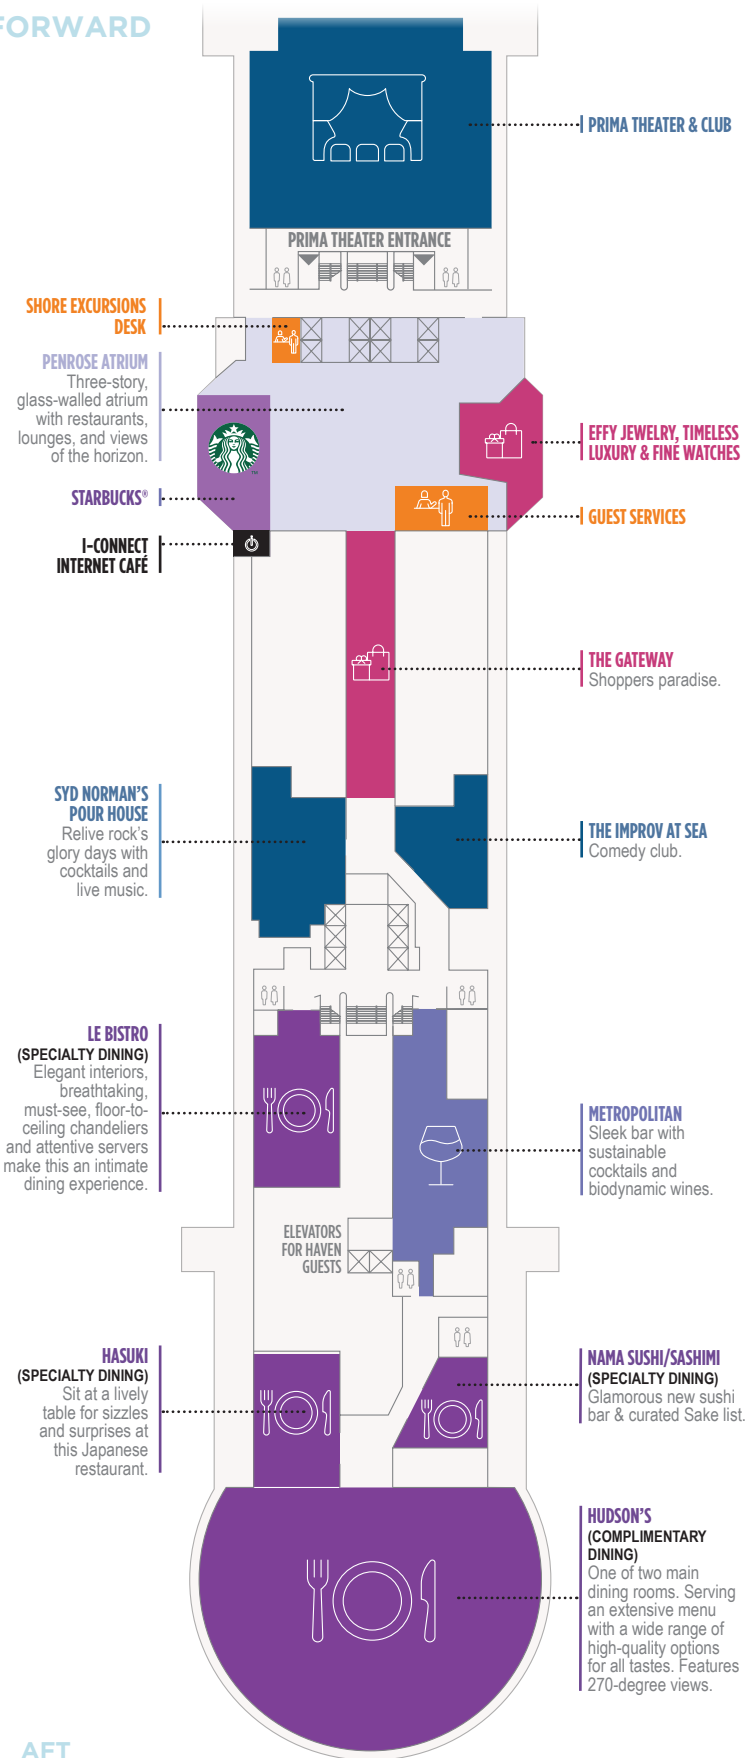 FORWARD
PRIMA THEATER & CLUB
PRIMA THEATER ENTRANCE
SHORE EXCURSIONS
DESK
PENROSE ATRIUM
Three-story,
glass-walled atrium
with restaurants,
lounges, and views
of the horizon.
EFFY JEWELRY, TIMELESS
LUXURY & FINE WATCHES
TM
STARBUCKS®
GUEST SERVICES
I-CONNECT
INTERNET CAFÉ
THE GATEWAY
Shoppers paradise.
SYD NORMAN'S
POUR HOUSE
Relive rock's
glory days with
cocktails and
live music.
THE IMPROV AT SEA
Comedy club.
LE BISTRO
(SPECIALTY DINING)
Elegant interiors,
breathtaking,
must-see, floor-to-
ceiling chandeliers
and attentive servers
make this an intimate
dining experience.
METROPOLITAN
Sleek bar with
sustainable
cocktails and
biodynamic wines.
ELEVATORS
FOR HAVEN
GUESTS
HASUKI
(SPECIALTY DINING)
Sit at a lively
table for sizzles
and surprises at
this Japanese
restaurant.
NAMA SUSHI/SASHIMI
(SPECIALTY DINING)
Glamorous new sushi
bar & curated Sake list.
HUDSON'S
(COMPLIMENTARY
DINING)
One of two main
dining rooms. Serving
an extensive menu
with a wide range of
high-quality options
for all tastes. Features
270-degree views.
AFT